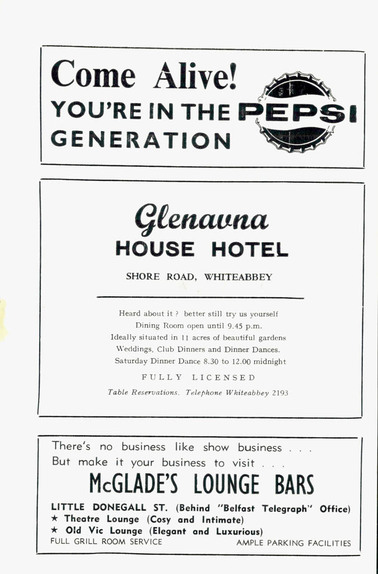 Come Alive!
YOU'RE IN THE PEPSI
GENERATION
Glenavna
HOUSE HOTEL
SHORE ROAD, WHITEABBEY
Heard about it ? better still try us yourself
Dining Room open until 9.45 p.m.
Ideally situated in 11 acres of beautiful gardens
Weddings, Club Dinners and Dinner Dances.
Saturday Dinner Dance 8.30 to 12.00 midnight
FULLY LICENSED
Table Reservations. Telephone Whiteabbey 2193
There's no business like show business . . .
But make it your business to visit . . .
McGLADE'S LOUNGE BARS
LITTLE DONEGALL ST. (Behind "Belfast Telegraph" Office)
★ Theatre Lounge (Cosy and Intimate)
★ Old Vic Lounge (Elegant and Luxurious)
FULL GRILL ROOM SERVICE AMPLE PARKING FACILITIES